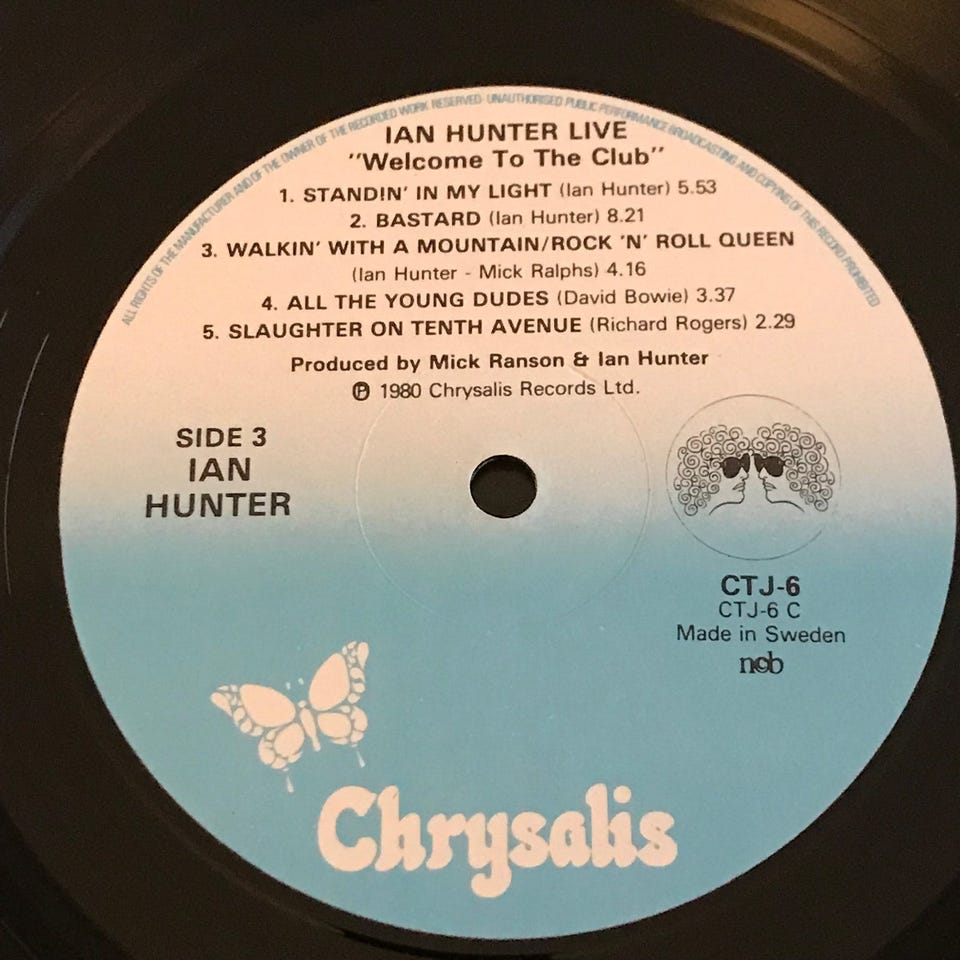 ALL RIGHTS OF THE MANUFACTURER AND OF THE OWNER OF THE RECORDED WORK RESERVED · UNAUTHORISED PUBLIC PERFORMANCE BROADCASTING AND COPYING OF THIS RECORD PROHIBITED
IAN HUNTER LIVE
"Welcome To The Club"
1. STANDIN' IN MY LIGHT (Ian Hunter) 5.53
2. BASTARD (Ian Hunter) 8.21
3. WALKIN' WITH A MOUNTAIN/ROCK 'N' ROLL QUEEN
(Ian Hunter - Mick Ralphs) 4.16
4. ALL THE YOUNG DUDES (David Bowie) 3.37
5. SLAUGHTER ON TENTH AVENUE (Richard Rogers) 2.29
Produced by Mick Ranson & Ian Hunter
℗ 1980 Chrysalis Records Ltd.
SIDE 3
IAN
HUNTER
CTJ-6
CTJ-6 C
Made in Sweden
ncb
Chrysalis